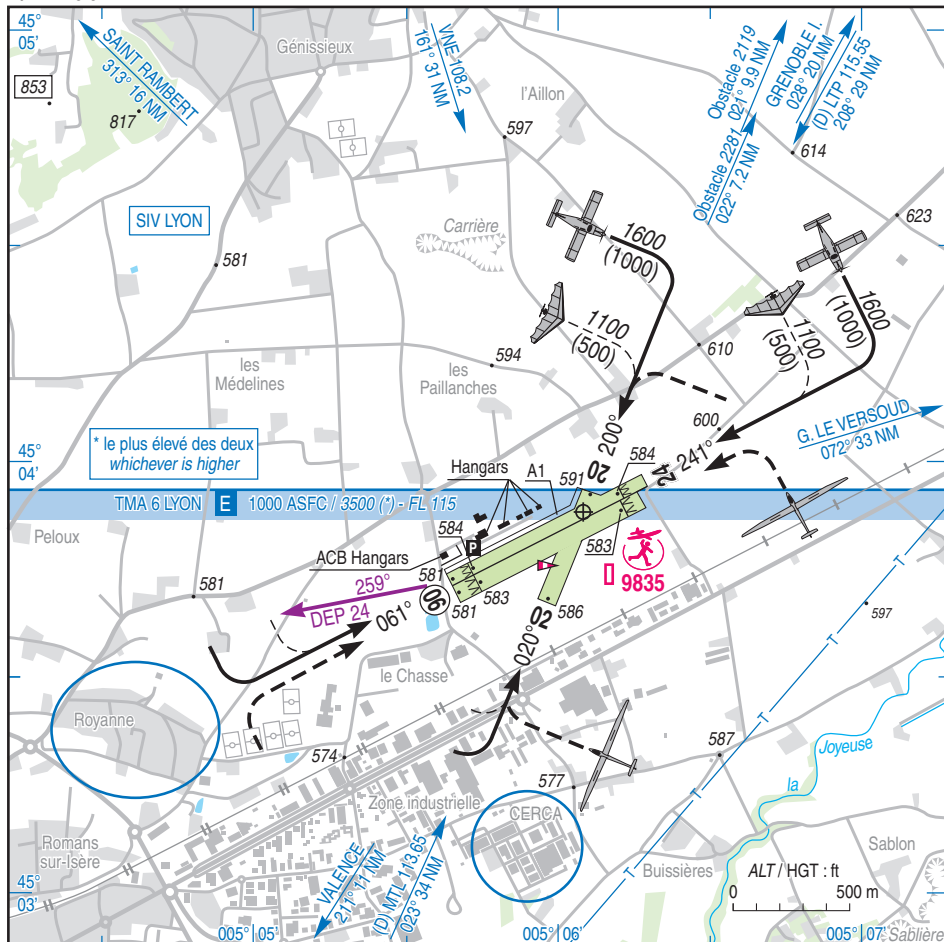 45°
05'
SAINT RAMBERT
313° 16 NM
853
817
Génissieux
VNE 108.2
161° 31 NM
l'Aillon
597
Obstacle 2119
021° 9.9 NM
GRENOBLE I.
028° 20 NM
(D) LTP 115.55
208° 29 NM
Obstacle 2281
022° 7.2 NM
614
623
SIV LYON
581
Carrière
1600
(1000)
1100
(500)
1600
(1000)
1100
(500)
594
610
les
Médelines
les
Paillanches
600
G. LE VERSOUD
072° 33 NM
* le plus élevé des deux
whichever is higher
45°
04'
200°
20
241°
24
584
Hangars
A1
591
TMA 6 LYON E 1000 ASFC / 3500 (*) - FL 115
Peloux
584
P
ACB Hangars
583
9835
581
581
259°
DEP 24
06
061°
581
583
02
586
020°
597
le Chasse
Royanne
574
587
577
la
Joyeuse
Zone industrielle
CERCA
Romans
sur-Isère
VALENCE
211° 11 NM
(D) MTL 113.65
023° 34 NM
Buissières
Sablon
ALT / HGT : ft
0 500 m
45°
03'
005° 05'
005° 06'
005° 07'
Sablière
T
T
T